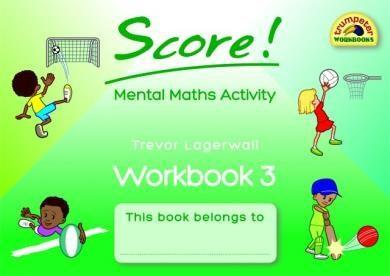 Score!
trumpeter
WORKBOOKS
Mental Maths Activity
Trevor Lagerwall
Workbook 3
This book belongs to